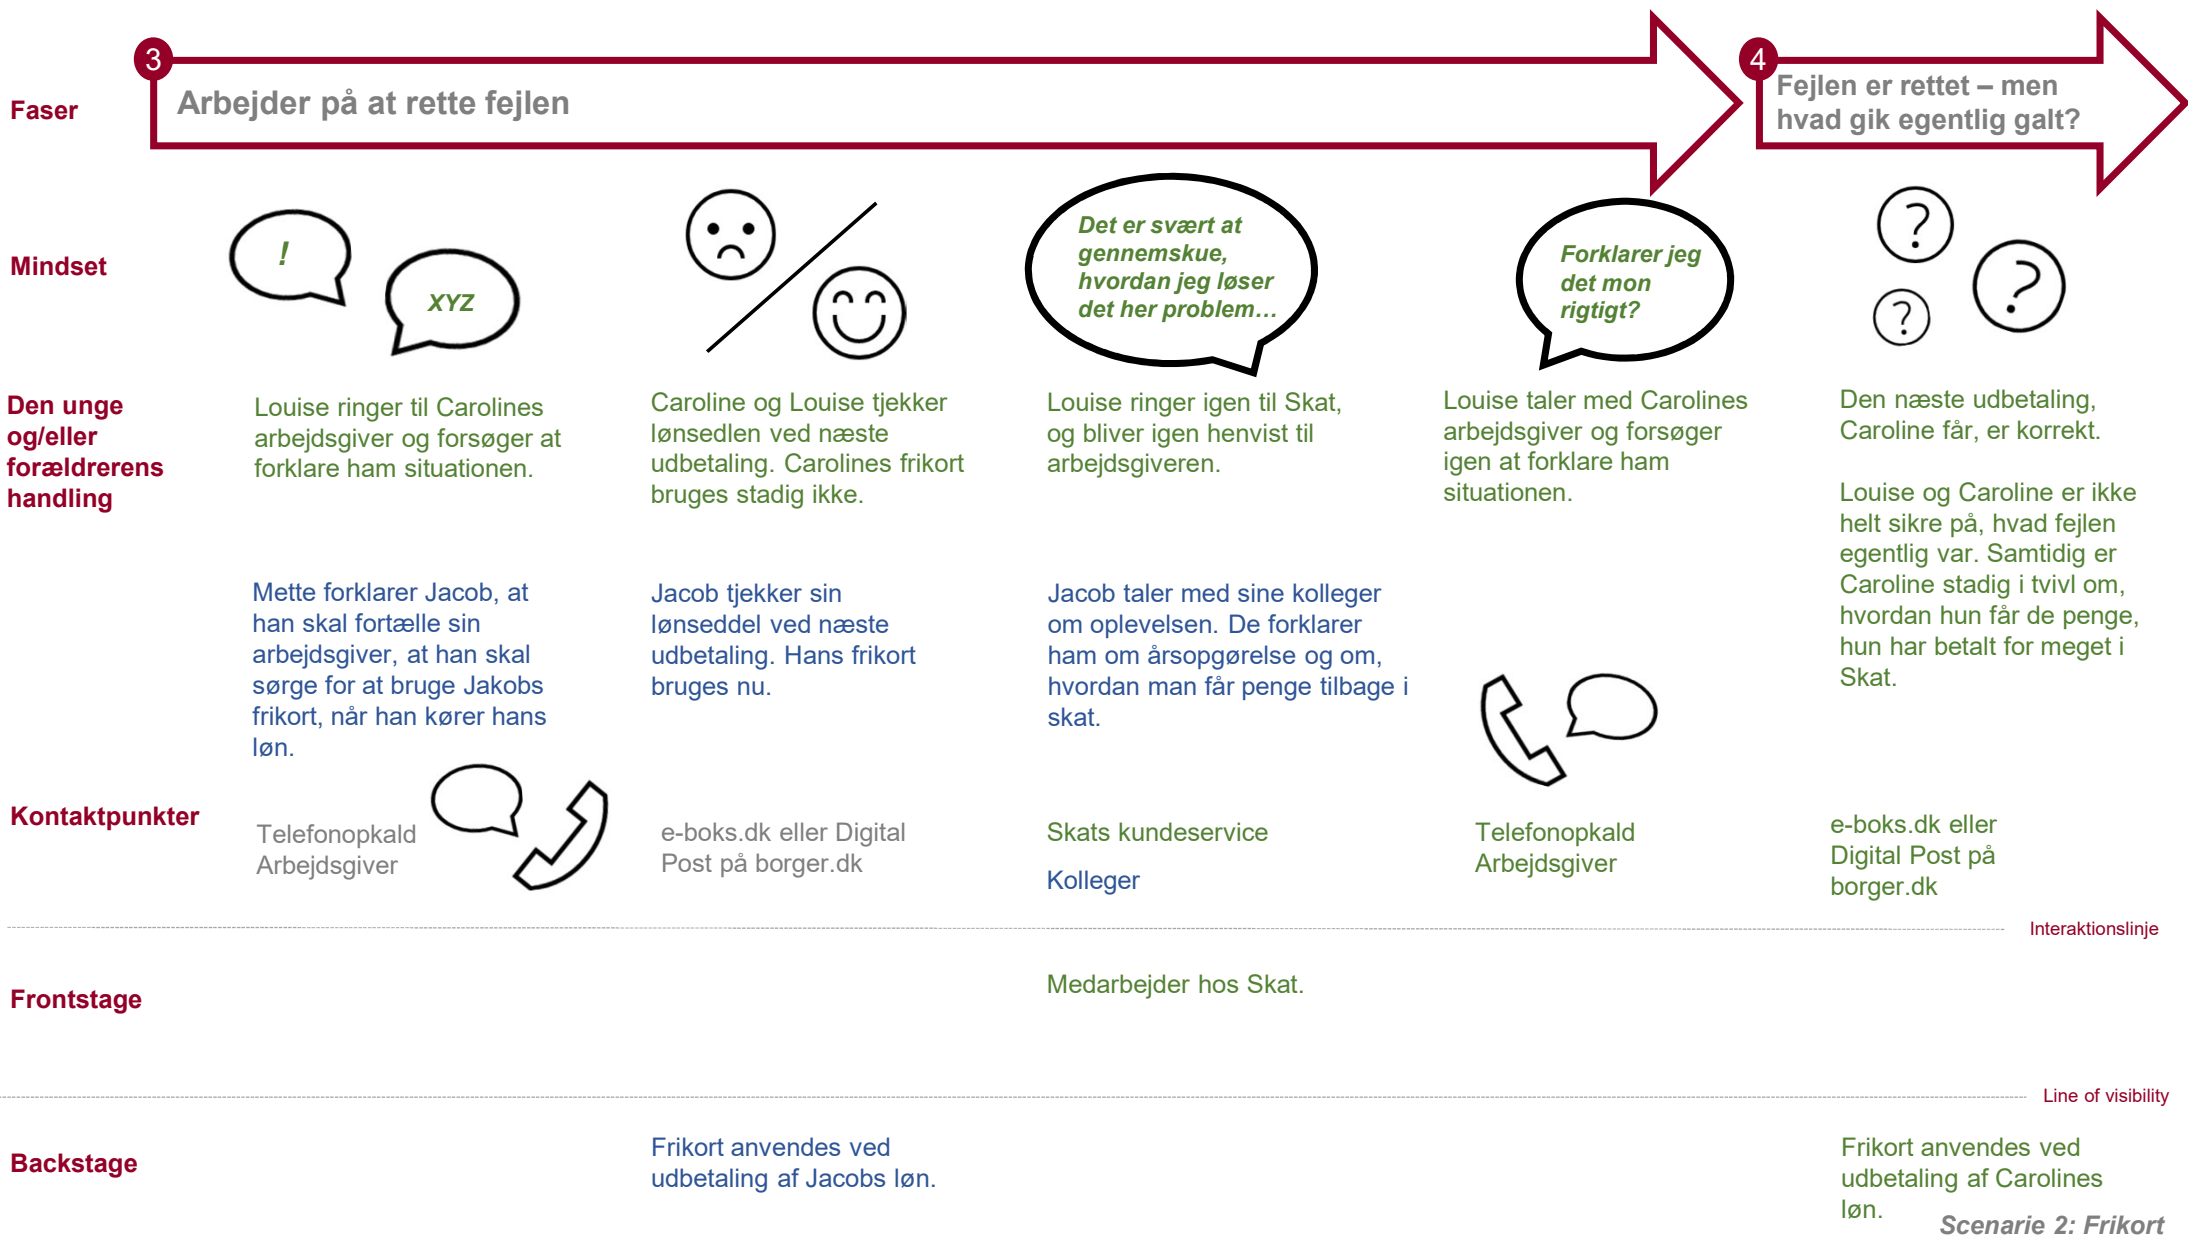 3
4
Faser
Arbejder på at rette fejlen
Fejlen er rettet – men
hvad gik egentlig galt?
Mindset
!
XYZ
Det er svært at
gennemskue,
hvordan jeg løser
det her problem…
Forklarer jeg
det mon
rigtigt?
?
?
?
Den unge
og/eller
forældrerens
handling
Louise ringer til Carolines
arbejdsgiver og forsøger at
forklare ham situationen.
Caroline og Louise tjekker
lønsedlen ved næste
udbetaling. Carolines frikort
bruges stadig ikke.
Louise ringer igen til Skat,
og bliver igen henvist til
arbejdsgiveren.
Louise taler med Carolines
arbejdsgiver og forsøger
igen at forklare ham
situationen.
Den næste udbetaling,
Caroline får, er korrekt.
Louise og Caroline er ikke
helt sikre på, hvad fejlen
egentlig var. Samtidig er
Caroline stadig i tvivl om,
hvordan hun får de penge,
hun har betalt for meget i
Skat.
Mette forklarer Jacob, at
han skal fortælle sin
arbejdsgiver, at han skal
sørge for at bruge Jakobs
frikort, når han kører hans
løn.
Jacob tjekker sin
lønseddel ved næste
udbetaling. Hans frikort
bruges nu.
Jacob taler med sine kolleger
om oplevelsen. De forklarer
ham om årsopgørelse og om,
hvordan man får penge tilbage i
skat.
Kontaktpunkter
Telefonopkald
Arbejdsgiver
e-boks.dk eller Digital
Post på borger.dk
Skats kundeservice
Kolleger
Telefonopkald
Arbejdsgiver
e-boks.dk eller
Digital Post på
borger.dk
Interaktionslinje
Frontstage
Medarbejder hos Skat.
Line of visibility
Backstage
Frikort anvendes ved
udbetaling af Jacobs løn.
Frikort anvendes ved
udbetaling af Carolines
løn.
Scenarie 2: Frikort